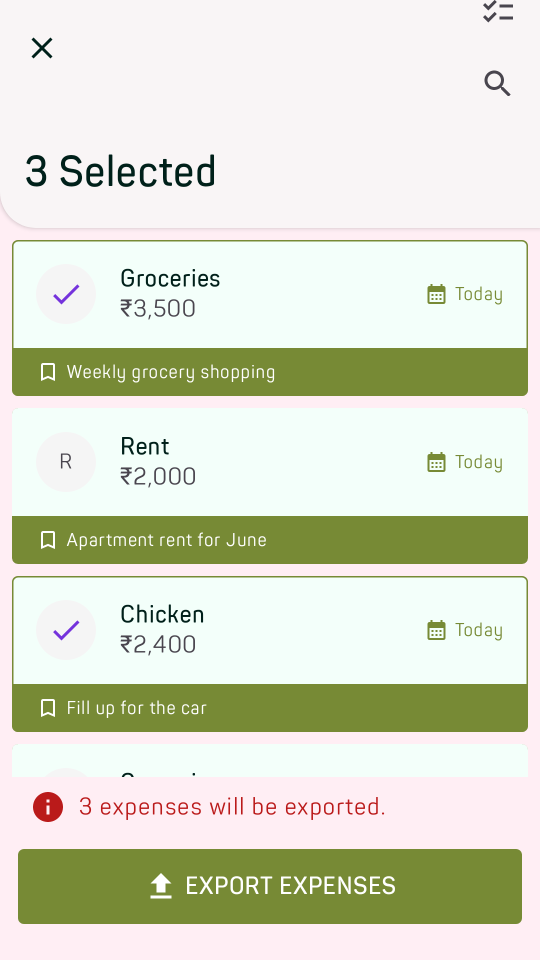 3 Selected
Groceries
₹3,500
Today
Weekly grocery shopping
R
Rent
₹2,000
Today
Apartment rent for June
Chicken
₹2,400
Today
Fill up for the car
3 expenses will be exported.
EXPORT EXPENSES